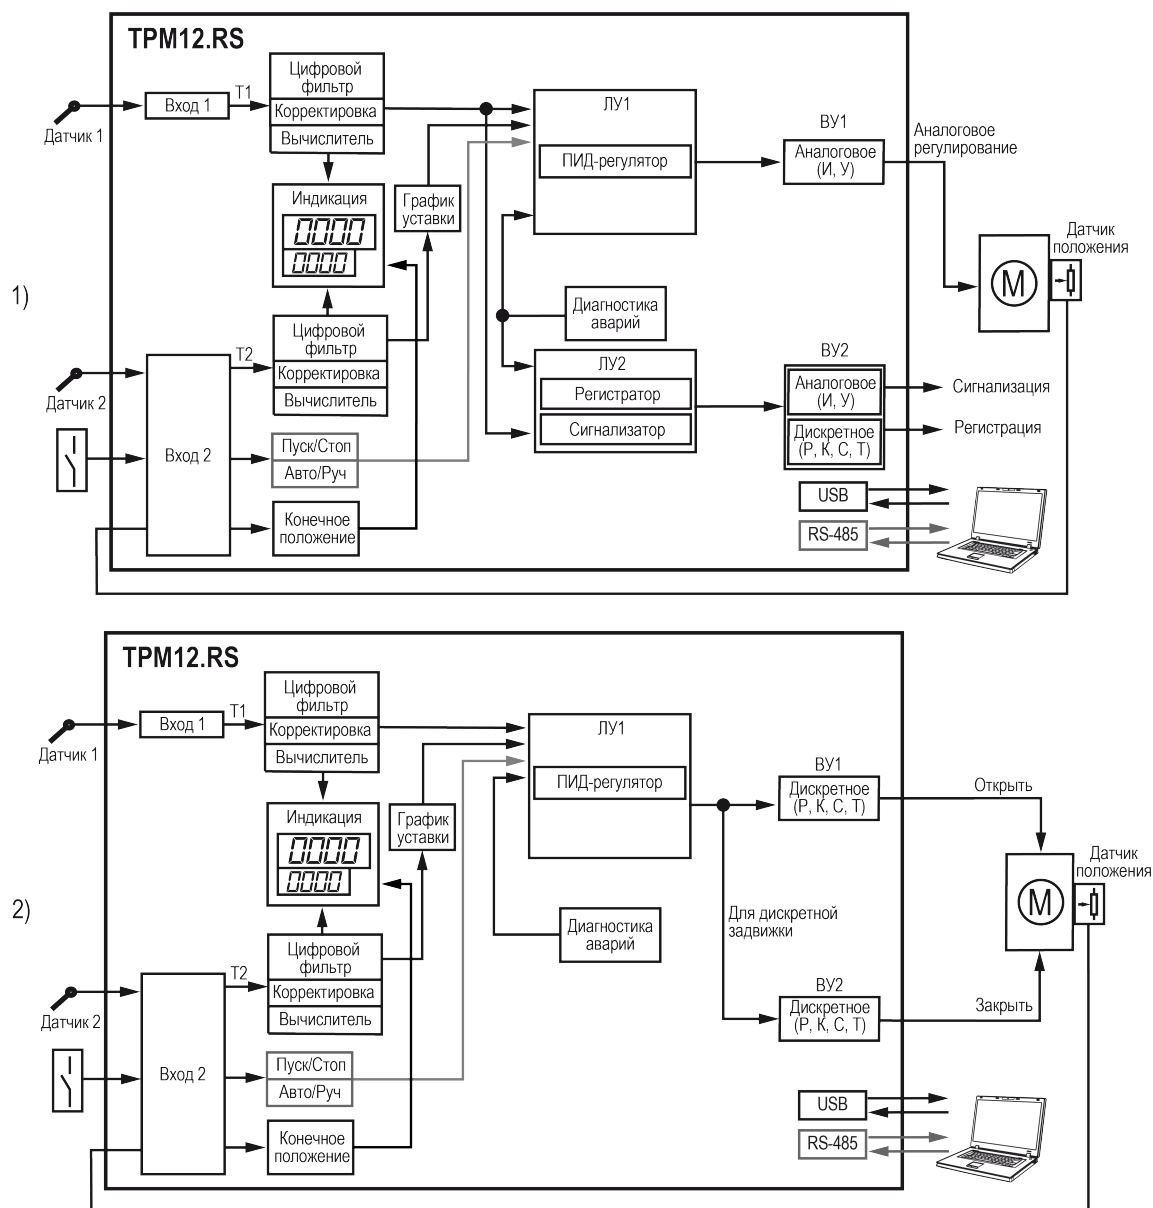 1)
ТРМ12.RS
Датчик 1
Вход 1
Т1
Цифровой
фильтр
Корректировка
Вычислитель
Индикация
0000
0000
График
уставки
ЛУ1
ПИД-регулятор
ВУ1
Аналоговое
(И, У)
Аналоговое
регулирование
Датчик
положения
М
Диагностика
аварий
Датчик 2
Вход 2
Т2
Цифровой
фильтр
Корректировка
Вычислитель
Пуск/Стоп
Авто/Руч
Конечное
положение
ЛУ2
Регистратор
Сигнализатор
ВУ2
Аналоговое
(И, У)
Дискретное
(Р, К, С, Т)
Сигнализация
Регистрация
USB
RS-485
2)
ТРМ12.RS
Датчик 1
Вход 1
Т1
Цифровой
фильтр
Корректировка
Вычислитель
Индикация
0000
0000
График
уставки
ЛУ1
ПИД-регулятор
ВУ1
Дискретное
(Р, К, С, Т)
Открыть
Датчик
положения
М
Диагностика
аварий
Для дискретной
задвижки
Датчик 2
Вход 2
Т2
Цифровой
фильтр
Корректировка
Вычислитель
Пуск/Стоп
Авто/Руч
Конечное
положение
ВУ2
Дискретное
(Р, К, С, Т)
Закрыть
USB
RS-485